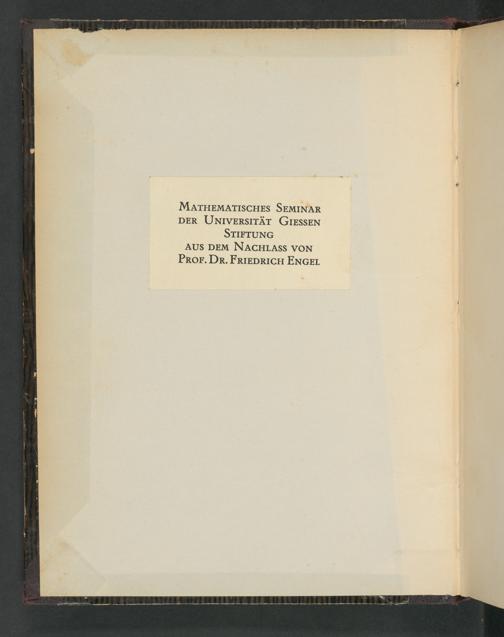 Mathematisches Seminar
der Universität Giessen
Stiftung
aus dem Nachlass von
Prof. Dr. Friedrich Engel